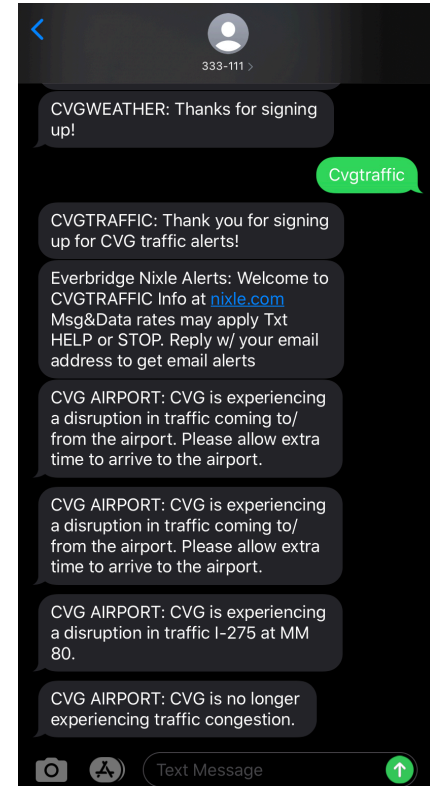 333-111 >
CVGWEATHER: Thanks for signing
up!
Cvgtraffic
CVGTRAFFIC: Thank you for signing
up for CVG traffic alerts!
Everbridge Nixle Alerts: Welcome to
CVGTRAFFIC Info at nixle.com
Msg&Data rates may apply Txt
HELP or STOP. Reply w/ your email
address to get email alerts
CVG AIRPORT: CVG is experiencing
a disruption in traffic coming to/
from the airport. Please allow extra
time to arrive to the airport.
CVG AIRPORT: CVG is experiencing
a disruption in traffic coming to/
from the airport. Please allow extra
time to arrive to the airport.
CVG AIRPORT: CVG is experiencing
a disruption in traffic I-275 at MM
80.
CVG AIRPORT: CVG is no longer
experiencing traffic congestion.
Text Message